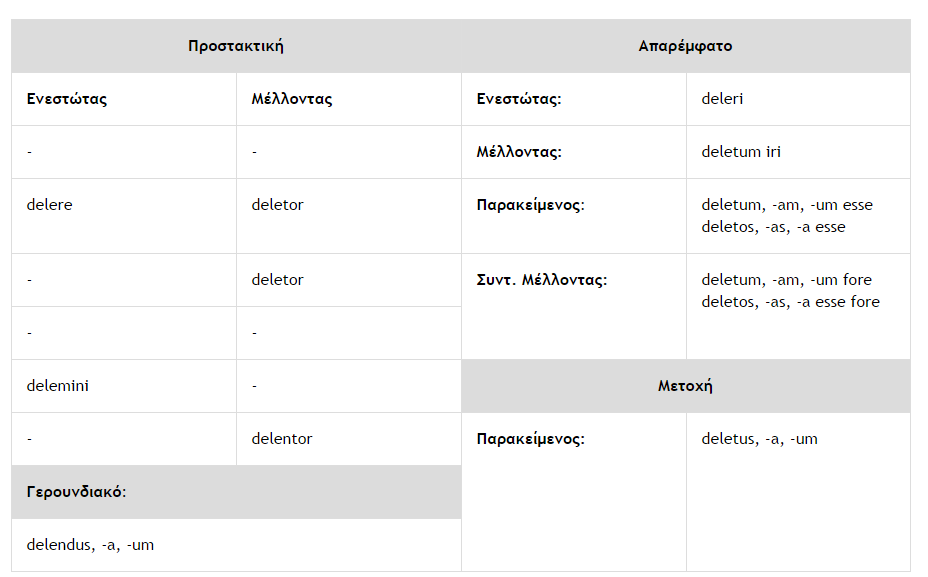 Προστακτική Απαρέμφατο
Ενεστώτας Μέλλοντας Ενεστώτας: deleri
- - Μέλλοντας: deletum iri
delere deletor Παρακείμενος: deletum, -am, -um esse
deletos, -as, -a esse
- deletor Συντ. Μέλλοντας: deletum, -am, -um fore
deletos, -as, -a esse fore
- -
delemini - Μετοχή
- delentor Παρακείμενος: deletus, -a, -um
Γερουνδιακό:
delendus, -a, -um